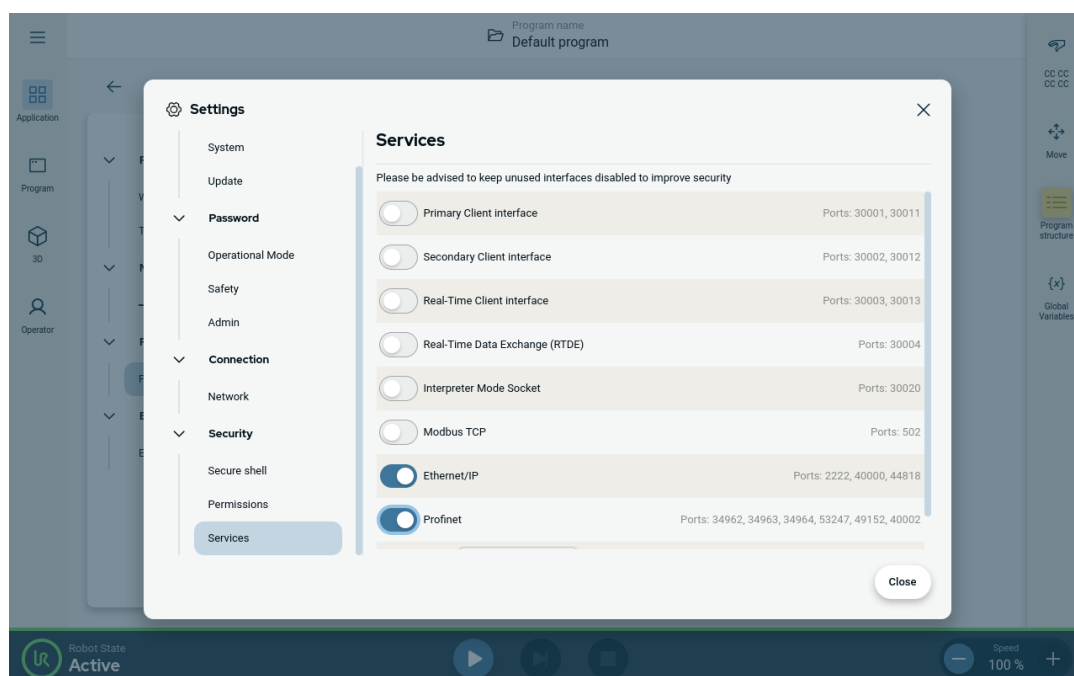 Program name
Default program
Application
Program
3D
Operator
Settings
System
Update
Password
Operational Mode
Safety
Admin
Connection
Network
Security
Secure shell
Permissions
Services
Services
Please be advised to keep unused interfaces disabled to improve security
Primary Client interface Ports: 30001, 30011
Secondary Client interface Ports: 30002, 30012
Real-Time Client interface Ports: 30003, 30013
Real-Time Data Exchange (RTDE) Ports: 30004
Interpreter Mode Socket Ports: 30020
Modbus TCP Ports: 502
Ethernet/IP Ports: 2222, 40000, 44818
Profinet Ports: 34962, 34963, 34964, 53247, 49152, 40002
Close
CC CC
CC CC
Move
Program
structure
{x}
Global
Variables
UR
Robot State
Active
Speed
100 %